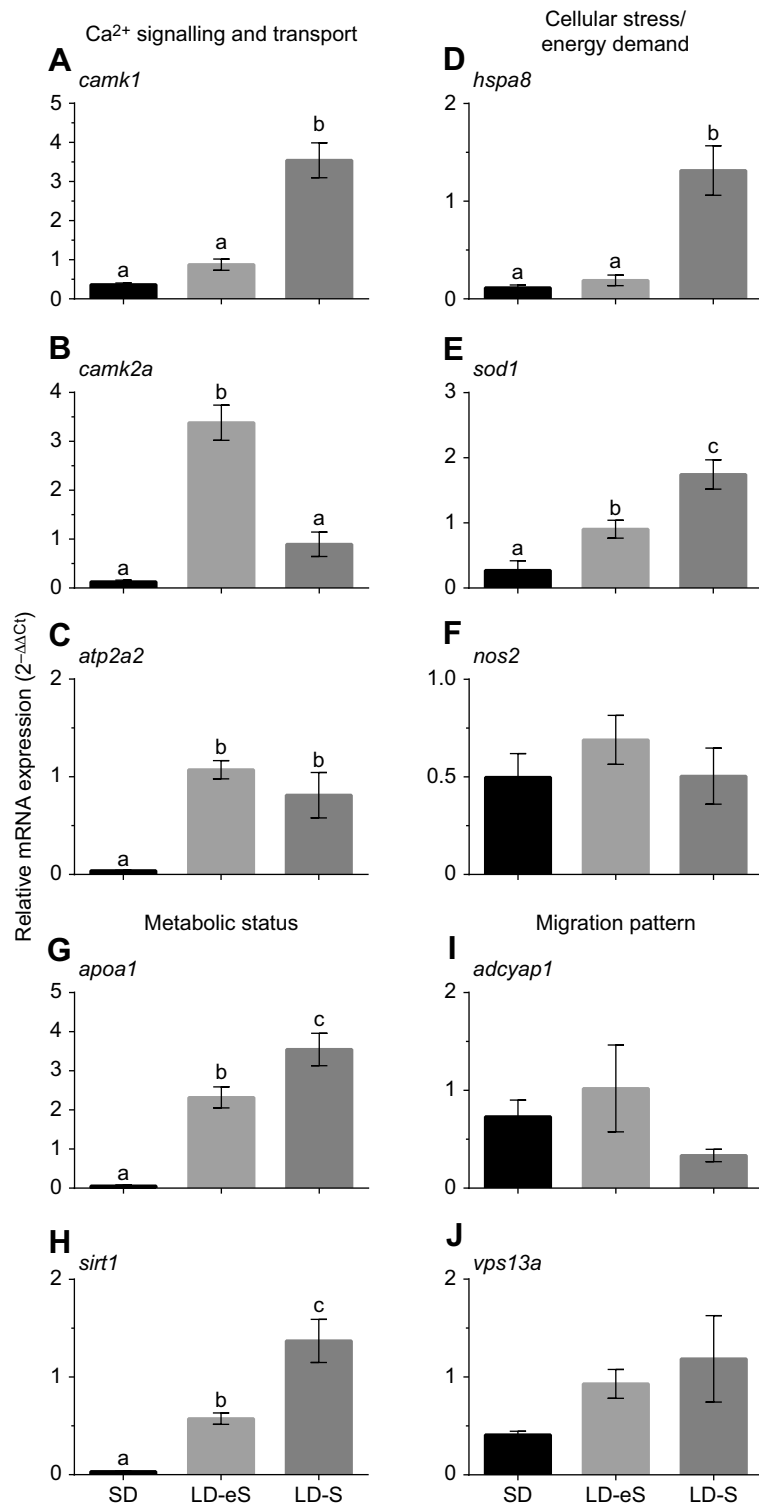 Ca²⁺ signalling and transport
Cellular stress/
energy demand
A
camk1
5
4
3
2
1
0
a
a
b
D
hspa8
2
1
0
a
a
b
B
camk2a
4
3
2
1
0
a
b
a
E
sod1
3
2
1
0
a
b
c
C
atp2a2
2
1
0
a
b
b
F
nos2
1.0
0.5
0
Relative mRNA expression (2⁻ΔΔCt)
Metabolic status
Migration pattern
G
apoa1
5
4
3
2
1
0
a
b
c
I
adcyap1
2
1
0
H
sirt1
2
1
0
a
b
c
SD
LD-eS
LD-S
J
vps13a
2
1
0
SD
LD-eS
LD-S